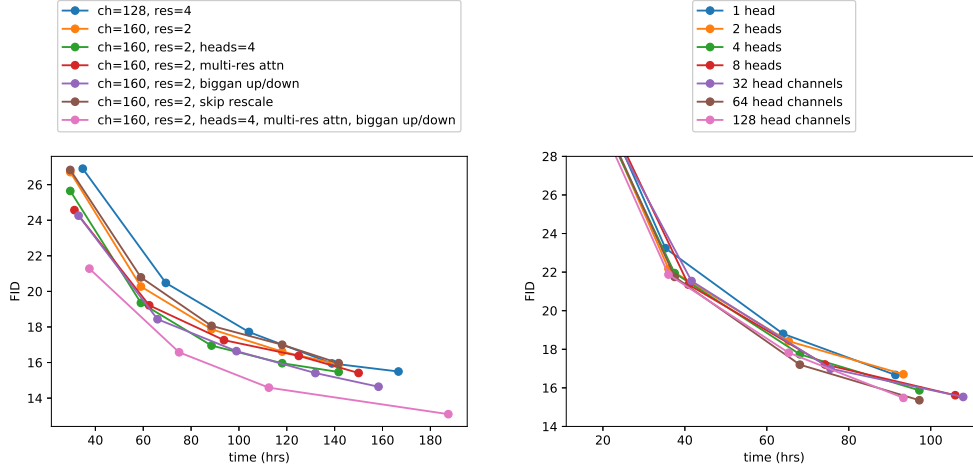 ch=128, res=4
ch=160, res=2
ch=160, res=2, heads=4
ch=160, res=2, multi-res attn
ch=160, res=2, biggan up/down
ch=160, res=2, skip rescale
ch=160, res=2, heads=4, multi-res attn, biggan up/down
26
24
22
20
18
16
14
FID
40 60 80 100 120 140 160 180
time (hrs)
1 head
2 heads
4 heads
8 heads
32 head channels
64 head channels
128 head channels
28
26
24
22
20
18
16
14
FID
20 40 60 80 100
time (hrs)